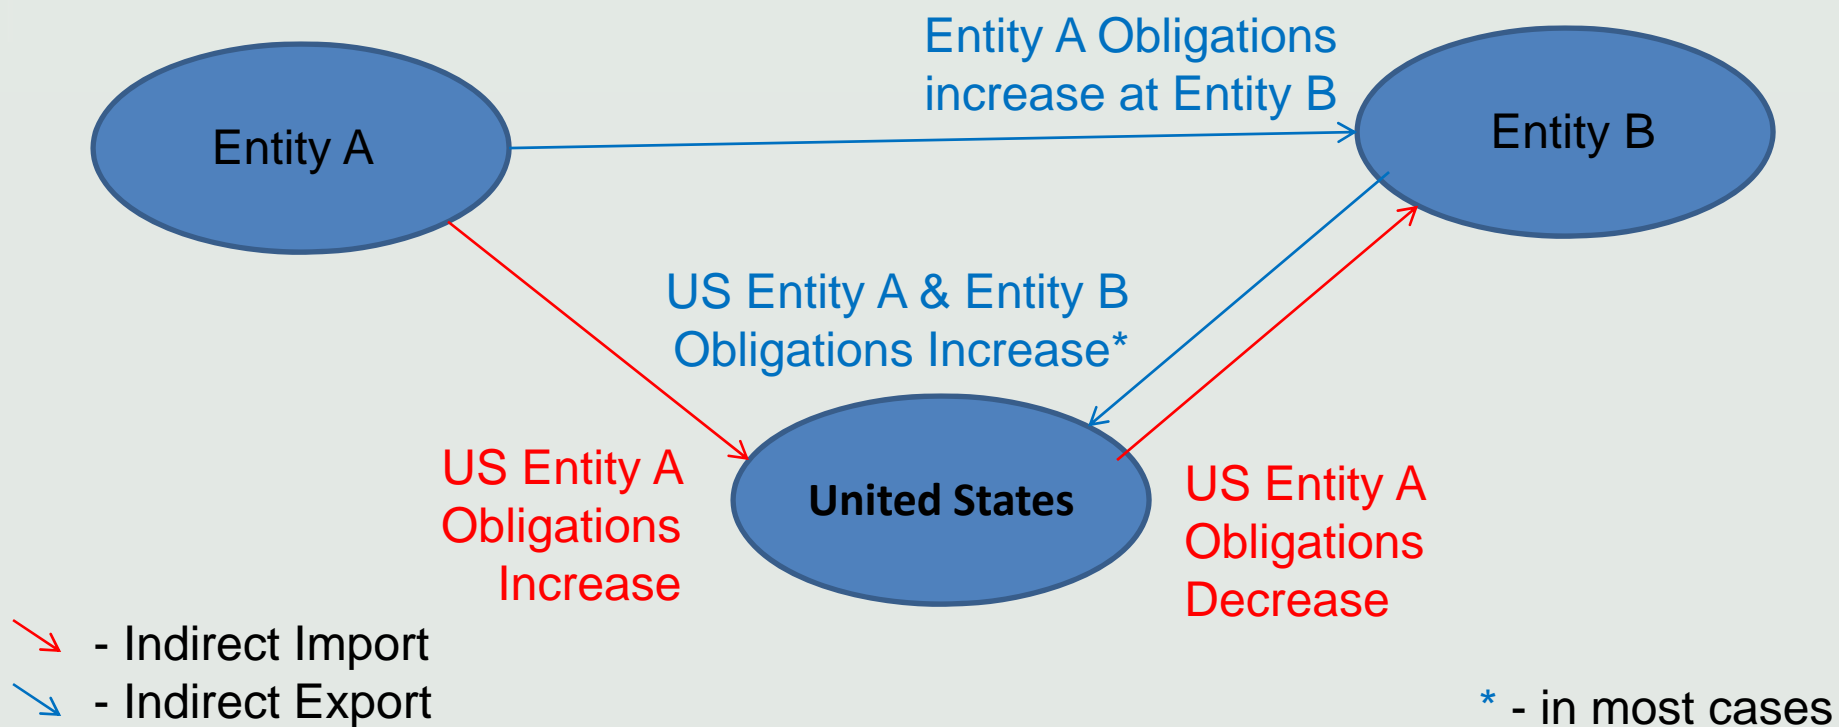 Entity A Obligations
increase at Entity B
Entity A
Entity B
US Entity A & Entity B
Obligations Increase*
US Entity A
Obligations
Increase
United States
US Entity A
Obligations
Decrease
- Indirect Import
- Indirect Export
* - in most cases